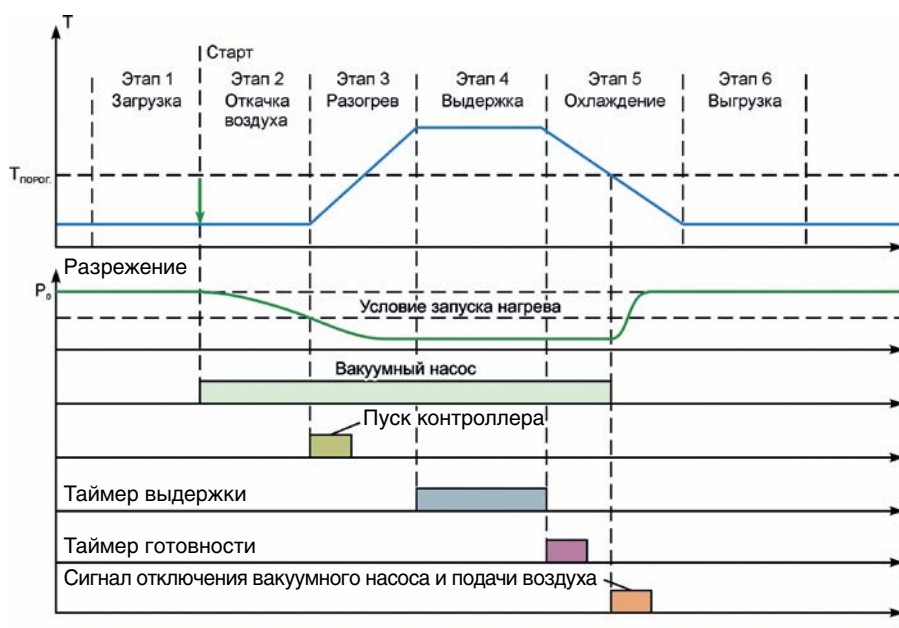 T
Старт
Этап 1
Загрузка
Этап 2
Откачка
воздуха
Этап 3
Разогрев
Этап 4
Выдержка
Этап 5
Охлаждение
Этап 6
Выгрузка
Tпорог.
Разрежение
P₀
Условие запуска нагрева
Вакуумный насос
Пуск контроллера
Таймер выдержки
Таймер готовности
Сигнал отключения вакуумного насоса и подачи воздуха